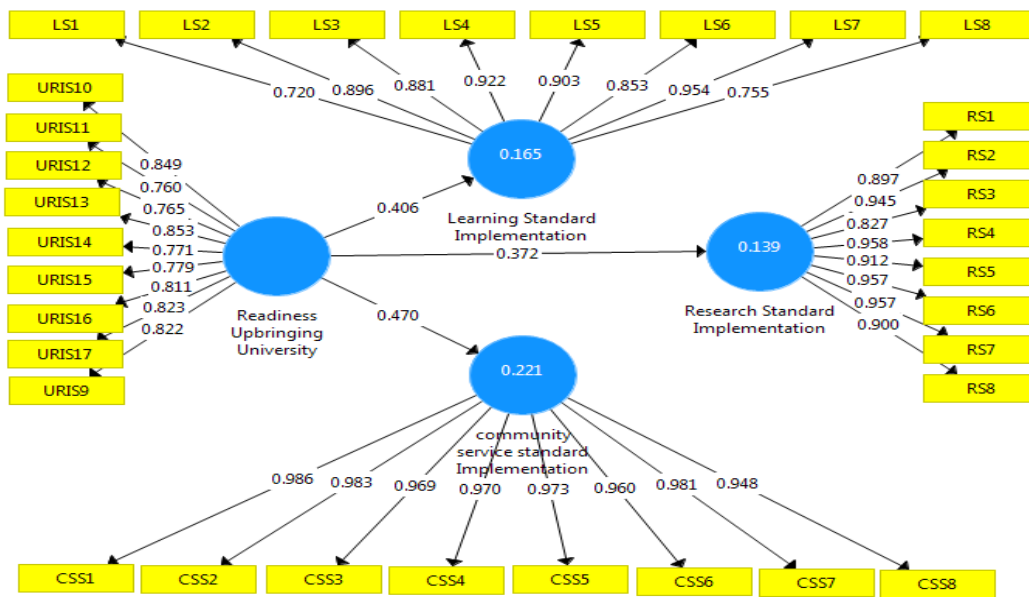 LS1 LS2 LS3 LS4 LS5 LS6 LS7 LS8
0.720 0.896 0.881 0.922 0.903 0.853 0.954 0.755
URIS10
URIS11
URIS12
URIS13
URIS14
URIS15
URIS16
URIS17
URIS9
0.849
0.760
0.765
0.853
0.771
0.779
0.811
0.823
0.822
Readiness
Upbringing
University
0.406
0.372
0.470
0.165
Learning Standard
Implementation
0.139
Research Standard
Implementation
0.897
0.945
0.827
0.958
0.912
0.957
0.957
0.900
RS1
RS2
RS3
RS4
RS5
RS6
RS7
RS8
0.221
community
service standard
Implementation
0.986 0.983 0.969 0.970 0.973 0.960 0.981 0.948
CSS1 CSS2 CSS3 CSS4 CSS5 CSS6 CSS7 CSS8